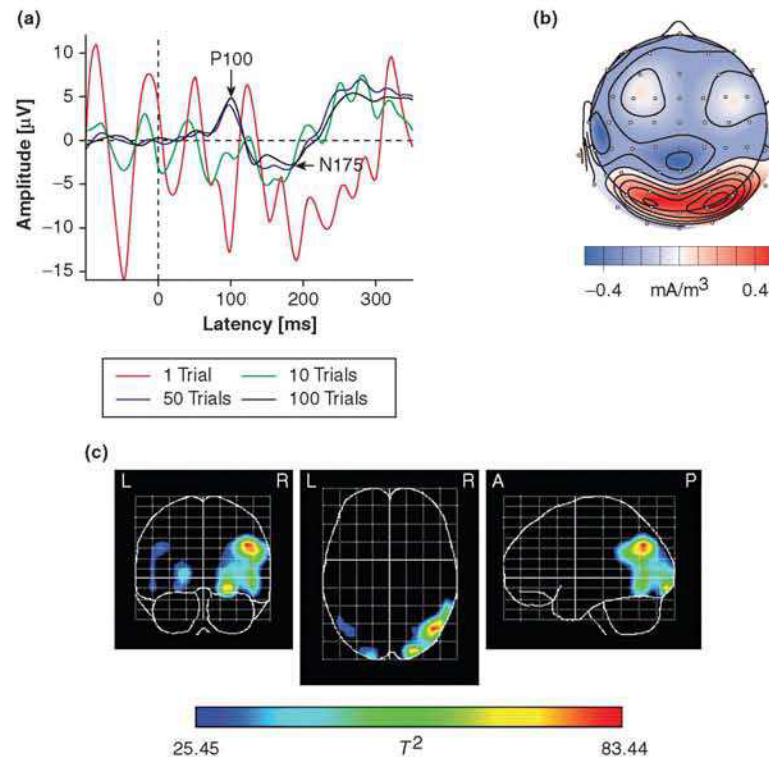 (a)
Amplitude [µV]
10
5
0
−5
−10
−15
P100
N175
0
100
200
300
Latency [ms]
1 Trial
10 Trials
50 Trials
100 Trials
(b)
−0.4
mA/m³
0.4
(c)
L
R
L
R
A
P
25.45
T²
83.44